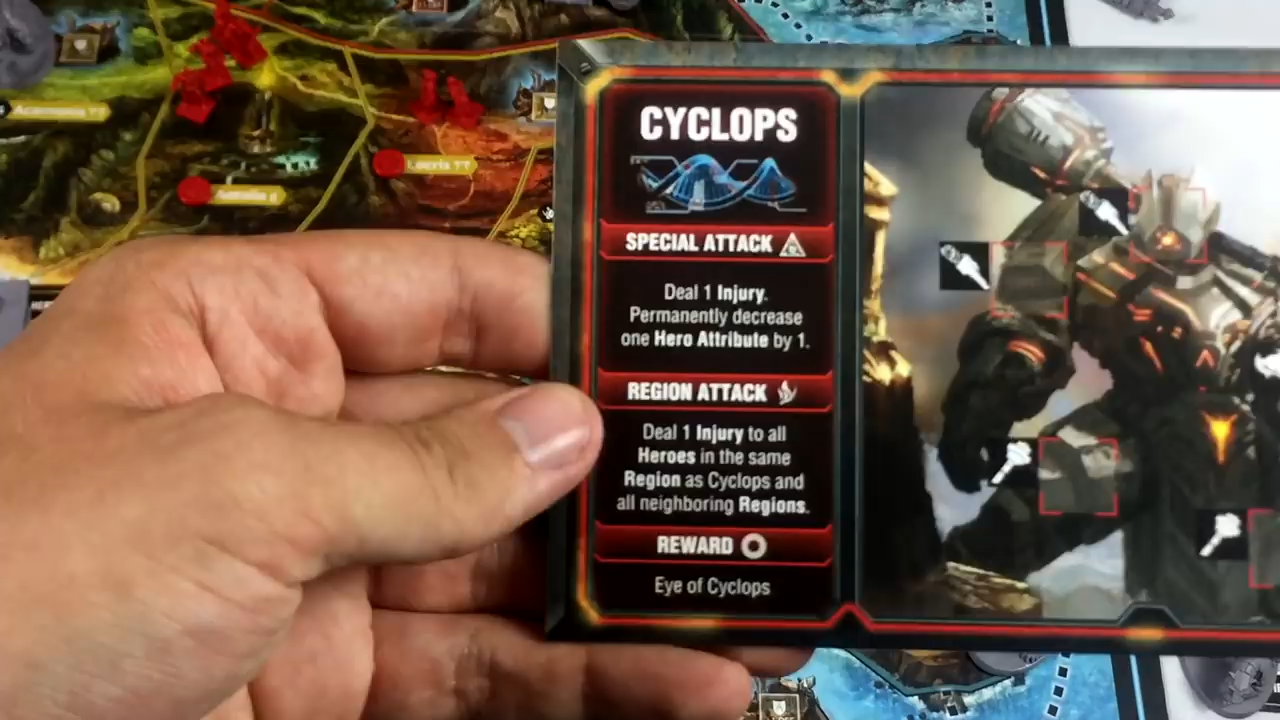 CYCLOPS
SPECIAL ATTACK
Deal 1 Injury.
Permanently decrease
one Hero Attribute by 1.
REGION ATTACK
Deal 1 Injury to all
Heroes in the same
Region as Cyclops and
all neighboring Regions.
REWARD
Eye of Cyclops